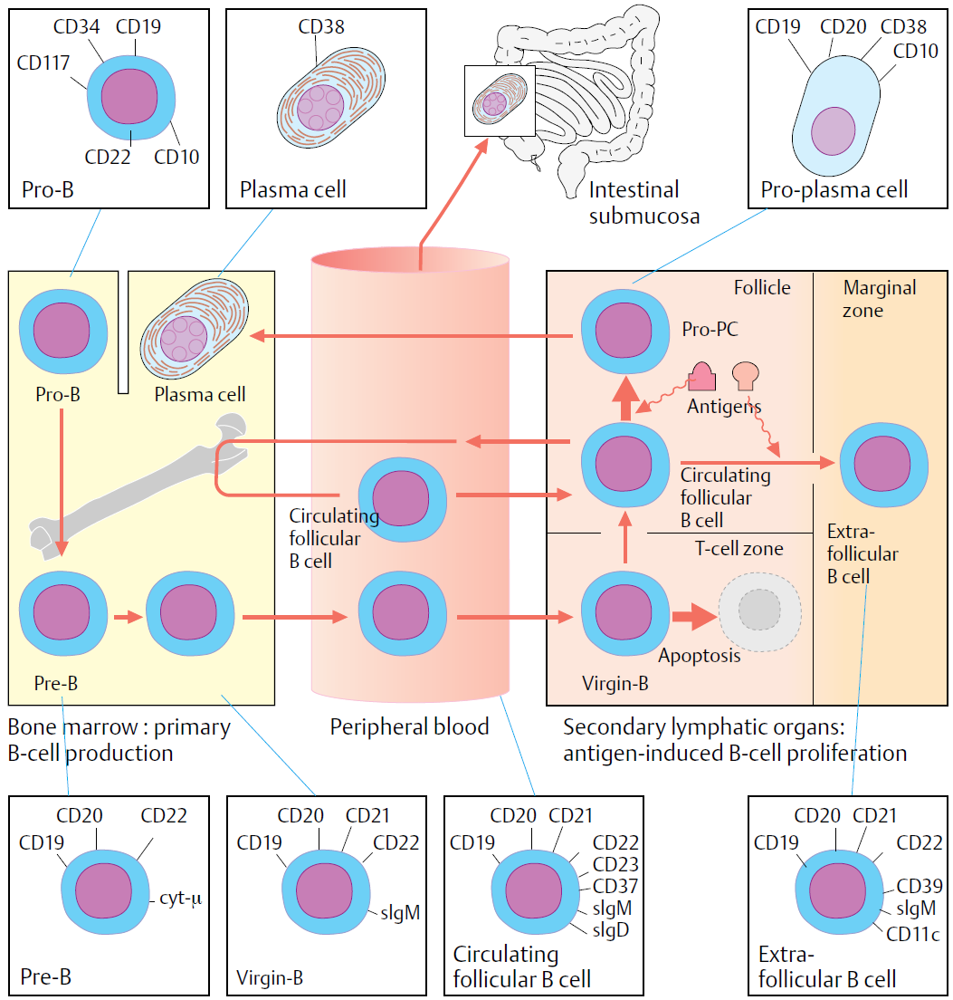 CD34 CD19
CD117
CD22 CD10
Pro-B
CD38
Plasma cell
Intestinal
submucosa
CD19 CD20 CD38
CD10
Pro-plasma cell
Pro-B
Plasma cell
Pre-B
Circulating
follicular
B cell
Follicle
Marginal
zone
Pro-PC
Antigens
Circulating
follicular
B cell
T-cell zone
Extra-
follicular
B cell
Apoptosis
Virgin-B
Bone marrow : primary
B-cell production
Peripheral blood
Secondary lymphatic organs:
antigen-induced B-cell proliferation
CD20 CD22
CD19
cyt-μ
Pre-B
CD20 CD21
CD19 CD22
sIgM
Virgin-B
CD20 CD21
CD19 CD22
CD23
CD37
sIgM
sIgD
Circulating
follicular B cell
CD20 CD21
CD19 CD22
CD39
sIgM
CD11c
Extra-
follicular B cell